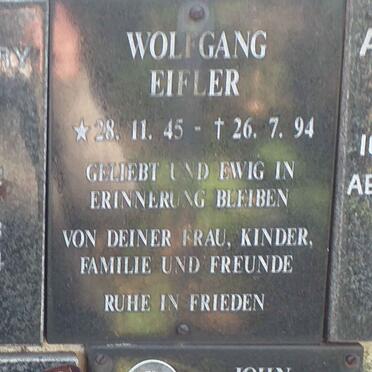 WOLFGANG
EIFLER
★28. 11. 45 - †26. 7. 94
GELIEBT UND EWIG IN
ERINNERUNG BLEIBEN
VON DEINER FRAU, KINDER,
FAMILIE UND FREUNDE
RUHE IN FRIEDEN
JOHN